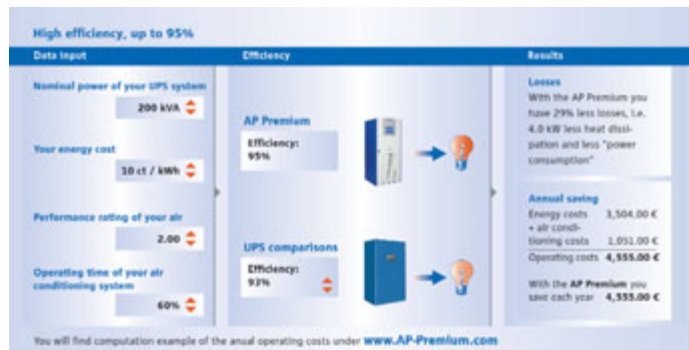 High efficiency, up to 95%
Data input
Efficiency
Results
Nominal power of your UPS system
200 kVA
Your energy cost
10 ct / kWh
Performance rating of your air
2.00
Operating time of your air
conditioning system
60%
AP Premium
Efficiency:
95%
UPS comparisons
Efficiency:
93%
Losses
With the AP Premium you
have 29% less losses, i.e.
4.0 kW less heat dissi-
pation and less "power
consumption"
Annual saving
Energy costs 3,504.00 €
+ air condi-
tioning costs 1,051.00 €
Operating costs 4,555.00 €
With the AP Premium you
save each year 4,555.00 €
You will find computation example of the anual operating costs under www.AP-Premium.com